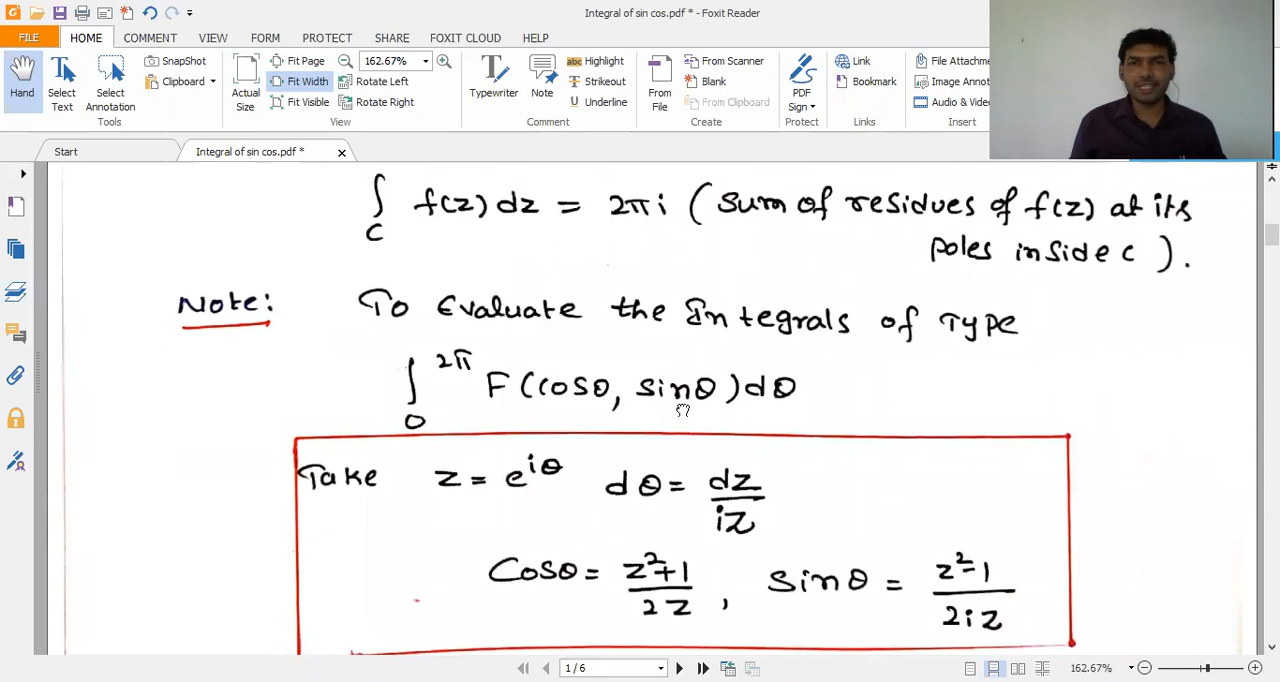 Integral of sin cos.pdf * - Foxit Reader
FILE HOME COMMENT VIEW FORM PROTECT SHARE FOXIT CLOUD HELP
Hand
Select Text
Select Annotation
SnapShot
Clipboard
Tools
Actual Size
Fit Page
Fit Width
Fit Visible
162.67%
Rotate Left
Rotate Right
View
Typewriter
Note
Highlight
Strikeout
Underline
Comment
From File
From Scanner
Blank
From Clipboard
Create
PDF Sign
Protect
Link
Bookmark
Links
File Attachme
Image Annot
Audio & Vide
Insert
Start
Integral of sin cos.pdf *
∫_C f(z) dz = 2πi ( Sum of residues of f(z) at its
poles inside c ).
Note: To Evaluate the Integrals of Type
∫_0^{2π} F (cosθ, sinθ) dθ
Take z = e^{iθ} dθ = dz/iz
Cosθ = z²+1/2z , Sinθ = z²-1/2iz
1 / 6
162.67%